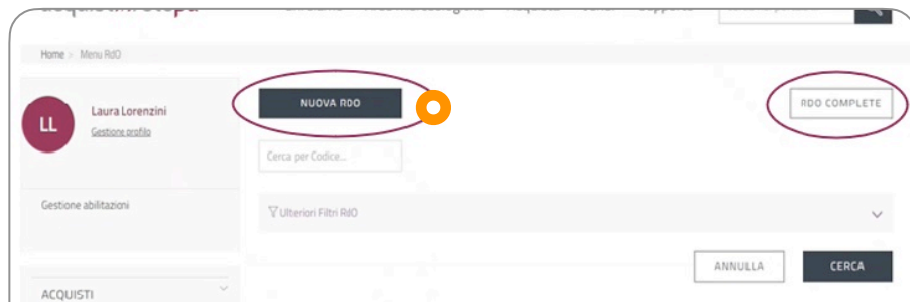 Home > Menu RdO
LL
Laura Lorenzini
Gestione profilo
Gestione abilitazioni
ACQUISTI
NUOVA RDO
RDO COMPLETE
Cerca per Codice...
Ulteriori Filtri RdO
ANNULLA
CERCA